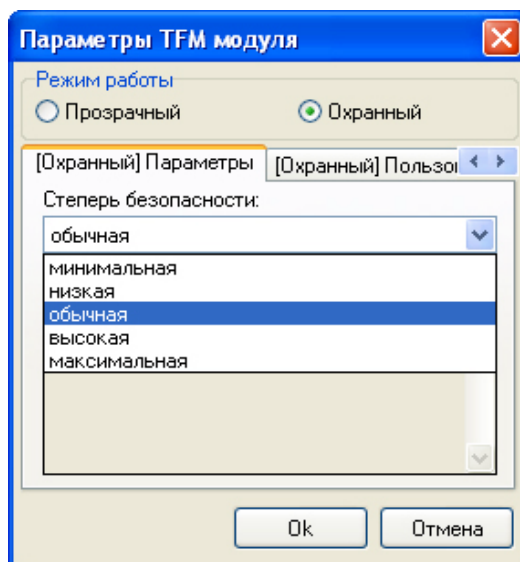 Параметры TFM модуля
Режим работы
Прозрачный Охранный
[Охранный] Параметры [Охранный] Пользо
Степерь безопасности:
обычная
минимальная
низкая
обычная
высокая
максимальная
Ok Отмена